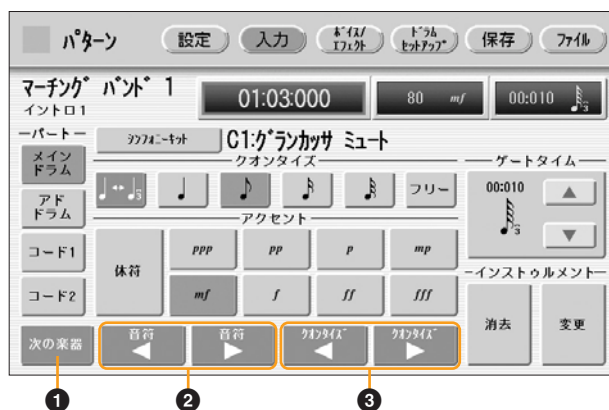 パターン 設定 入力 ボイス/エフェクト ドラムセットアップ 保存 ファイル
マーチング バンド 1
イントロ1
01:03:000 80 mf 00:010
パート
シンフォニーキット C1:グランカッサ ミュート
クオンタイズ
ゲートタイム
メインドラム
フリー
00:010
アドドラム
アクセント
コード1
休符 ppp pp p mp
インストゥルメント
コード2
mf f ff fff
消去 変更
次の楽器 音符 音符 クオンタイズ クオンタイズ
1 2 3